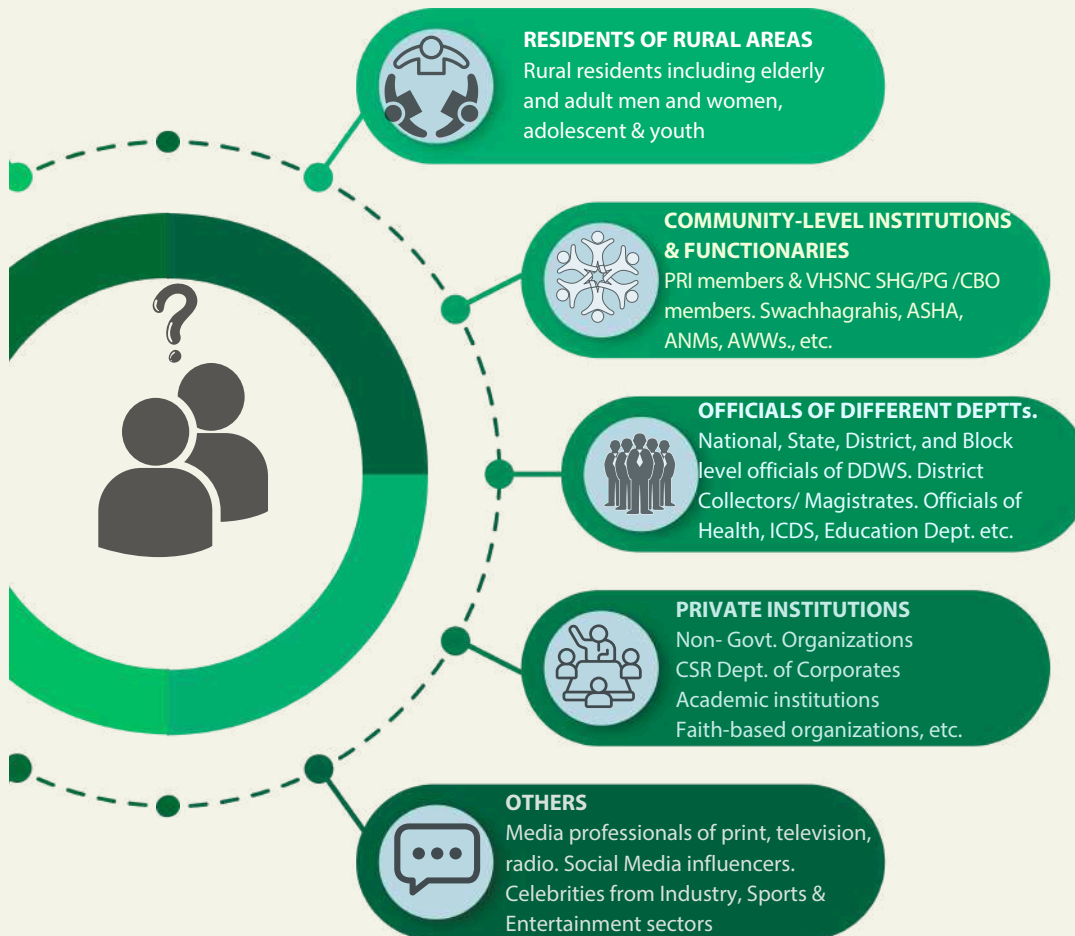 RESIDENTS OF RURAL AREAS
Rural residents including elderly
and adult men and women,
adolescent & youth
COMMUNITY-LEVEL INSTITUTIONS
& FUNCTIONARIES
PRI members & VHSNC SHG/PG /CBO
members. Swachhagrahis, ASHA,
ANMs, AWWs., etc.
OFFICIALS OF DIFFERENT DEPTTs.
National, State, District, and Block
level officials of DDWS. District
Collectors/ Magistrates. Officials of
Health, ICDS, Education Dept. etc.
PRIVATE INSTITUTIONS
Non- Govt. Organizations
CSR Dept. of Corporates
Academic institutions
Faith-based organizations, etc.
OTHERS
Media professionals of print, television,
radio. Social Media influencers.
Celebrities from Industry, Sports &
Entertainment sectors